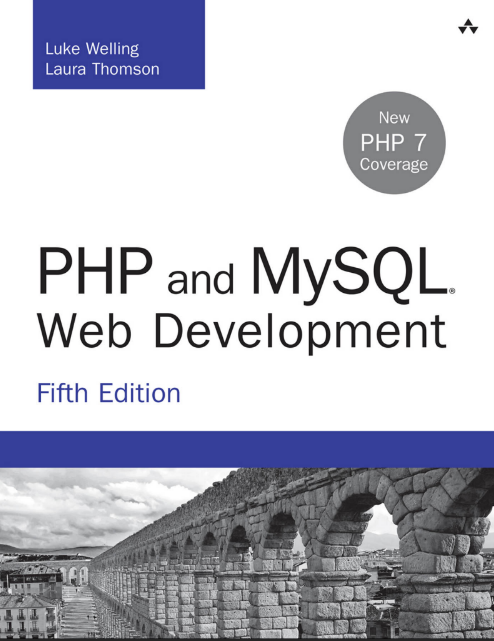 Luke Welling
Laura Thomson
New
PHP 7
Coverage
PHP and MySQL®
Web Development
Fifth Edition